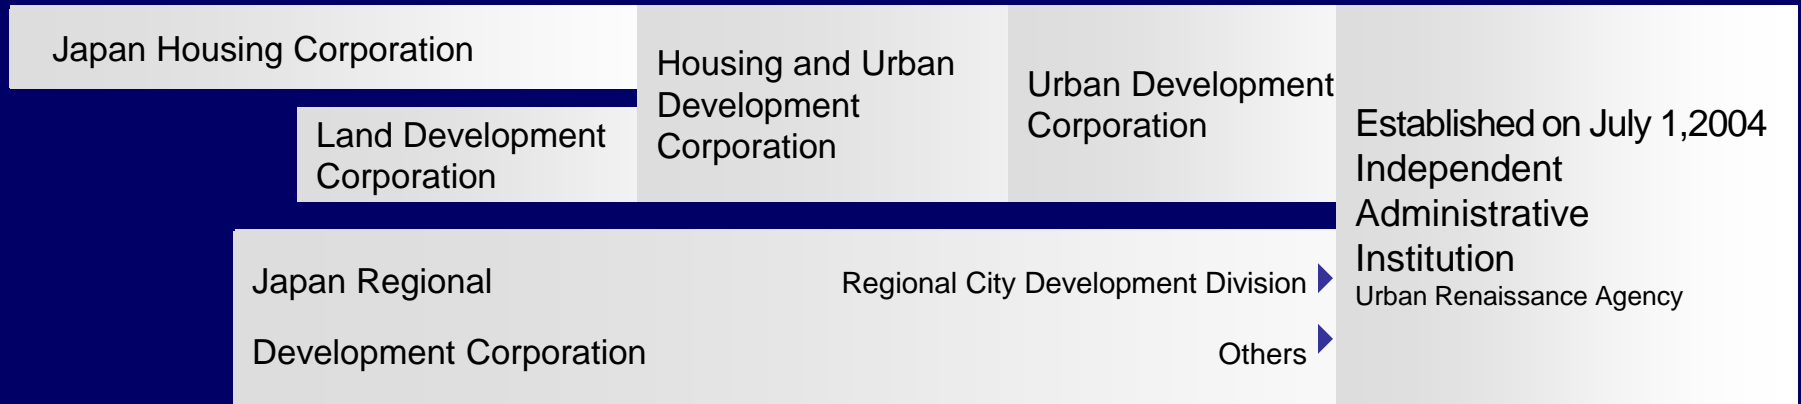 Japan Housing Corporation
Land Development
Corporation
Housing and Urban
Development
Corporation
Urban Development
Corporation
Japan Regional
Development Corporation
Regional City Development Division
Others
Established on July 1,2004
Independent
Administrative
Institution
Urban Renaissance Agency